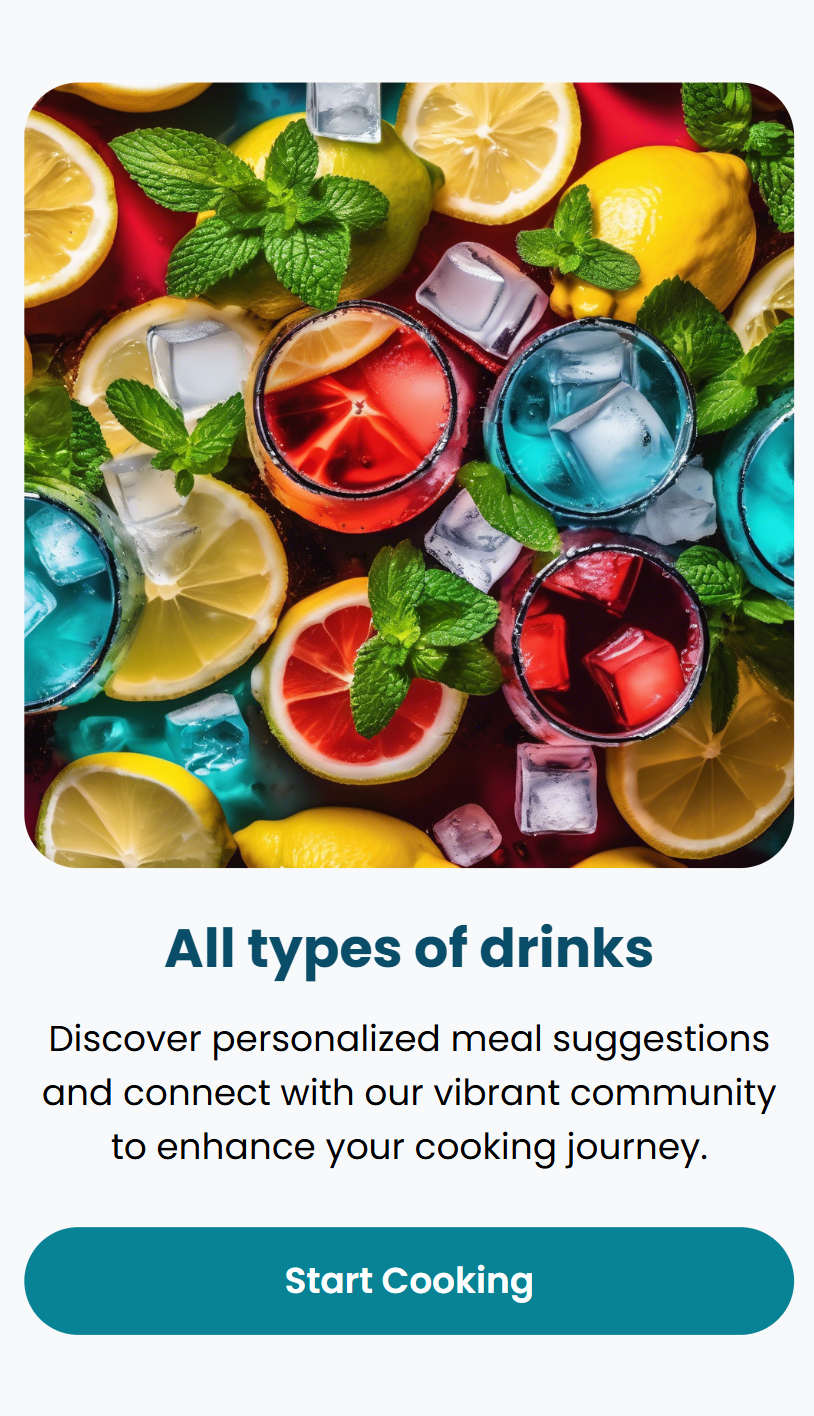 All types of drinks
Discover personalized meal suggestions
and connect with our vibrant community
to enhance your cooking journey.
Start Cooking